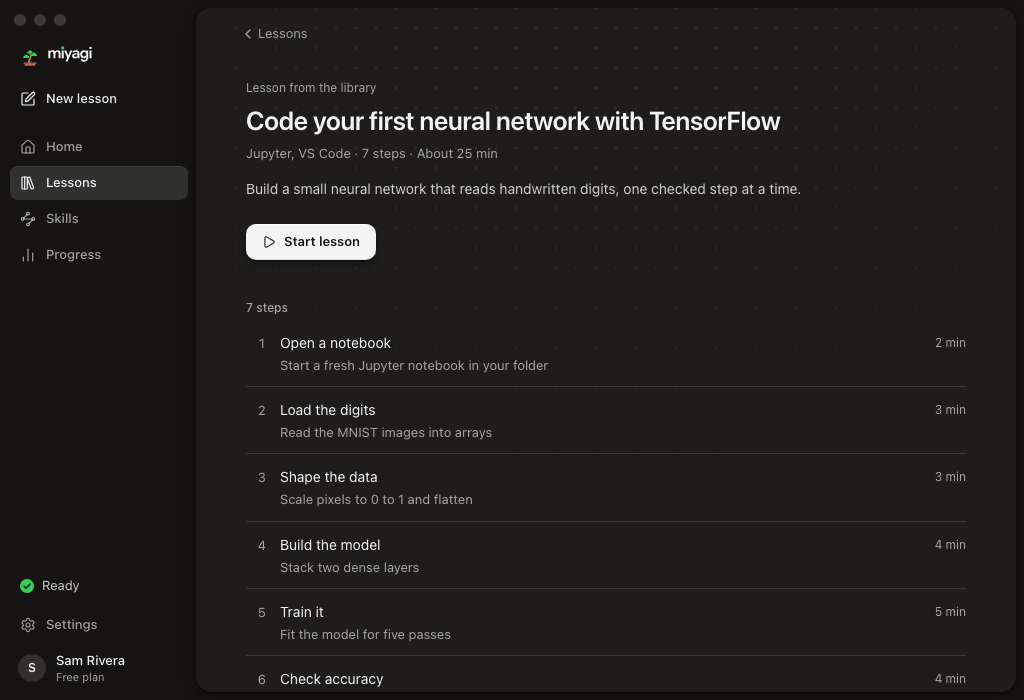 miyagi
New lesson
Home
Lessons
Skills
Progress
Ready
Settings
S
Sam Rivera
Free plan
Lessons
Lesson from the library
Code your first neural network with TensorFlow
Jupyter, VS Code · 7 steps · About 25 min
Build a small neural network that reads handwritten digits, one checked step at a time.
Start lesson
7 steps
1 Open a notebook 2 min
Start a fresh Jupyter notebook in your folder
2 Load the digits 3 min
Read the MNIST images into arrays
3 Shape the data 3 min
Scale pixels to 0 to 1 and flatten
4 Build the model 4 min
Stack two dense layers
5 Train it 5 min
Fit the model for five passes
6 Check accuracy 4 min